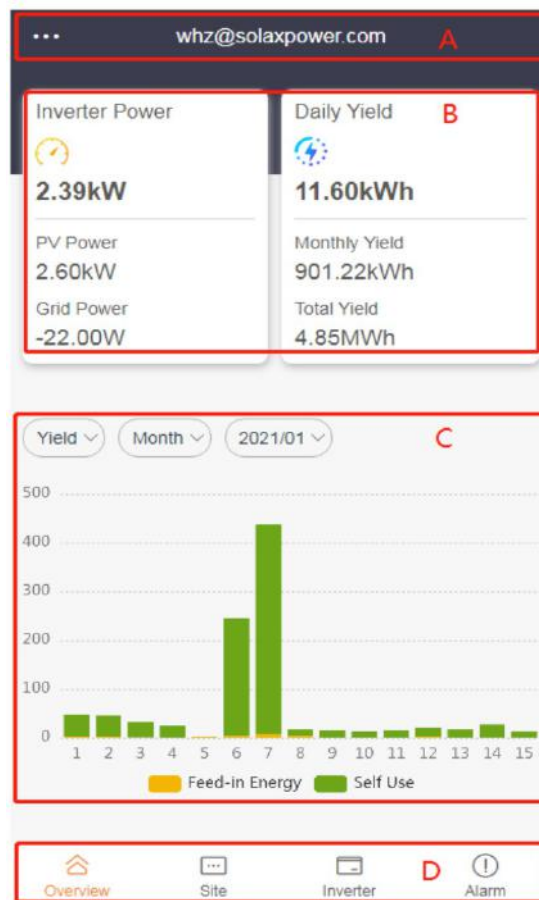 ... whz@solaxpower.com A
Inverter Power Daily Yield B
2.39kW 11.60kWh
PV Power Monthly Yield
2.60kW 901.22kWh
Grid Power Total Yield
-22.00W 4.85MWh
Yield Month 2021/01 C
500
400
300
200
100
0
1 2 3 4 5 6 7 8 9 10 11 12 13 14 15
Feed-in Energy Self Use
D
Overview Site Inverter Alarm